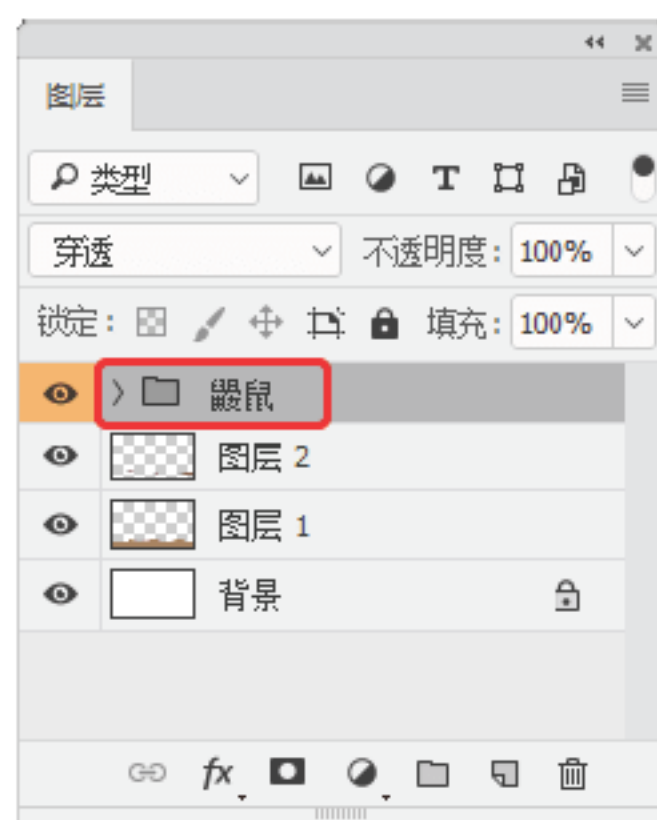 图层
类型
穿透 不透明度: 100%
锁定: 填充: 100%
鼹鼠
图层 2
图层 1
背景
fx